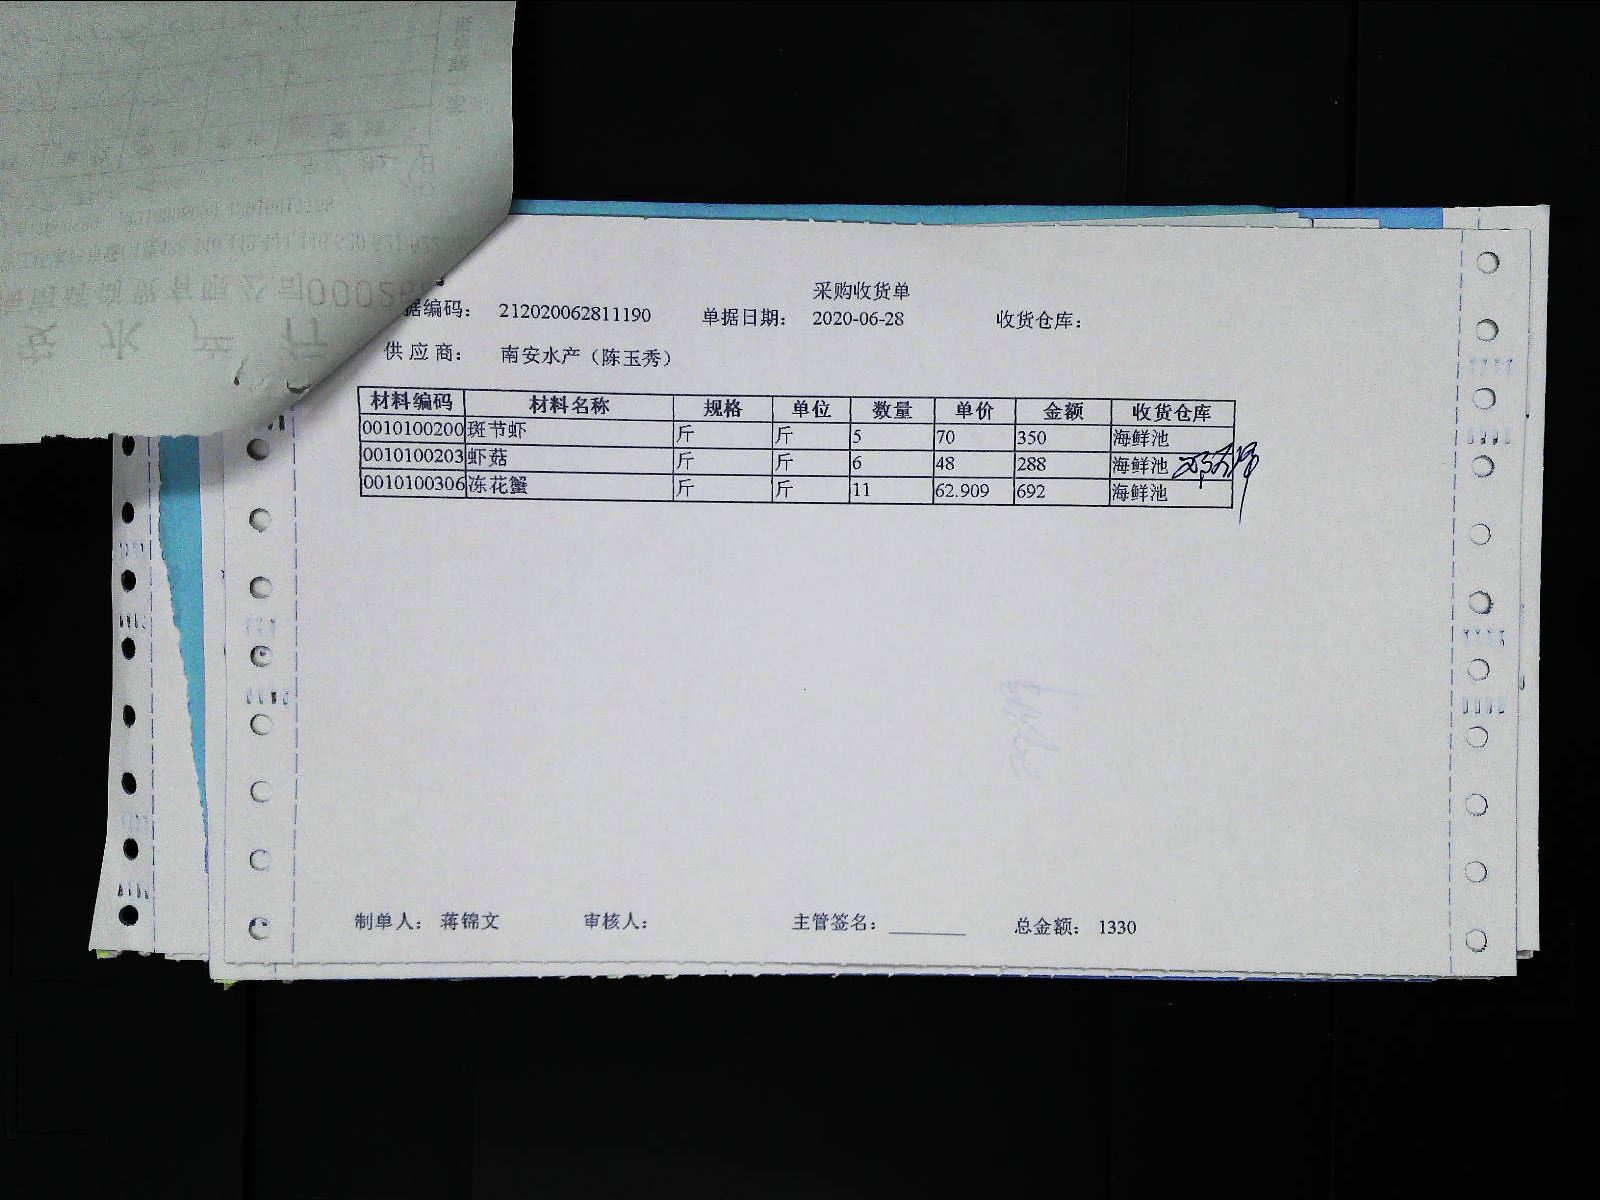 采购收货单
据编码： 212020062811190 单据日期： 2020-06-28 收货仓库：
供应商： 南安水产（陈玉秀）
材料编码 材料名称 规格 单位 数量 单价 金额 收货仓库
0010100200 斑节虾 斤 斤 5 70 350 海鲜池
0010100203 虾菇 斤 斤 6 48 288 海鲜池
0010100306 冻花蟹 斤 斤 11 62.909 692 海鲜池
制单人： 蒋锦文 审核人： 主管签名： 总金额： 1330